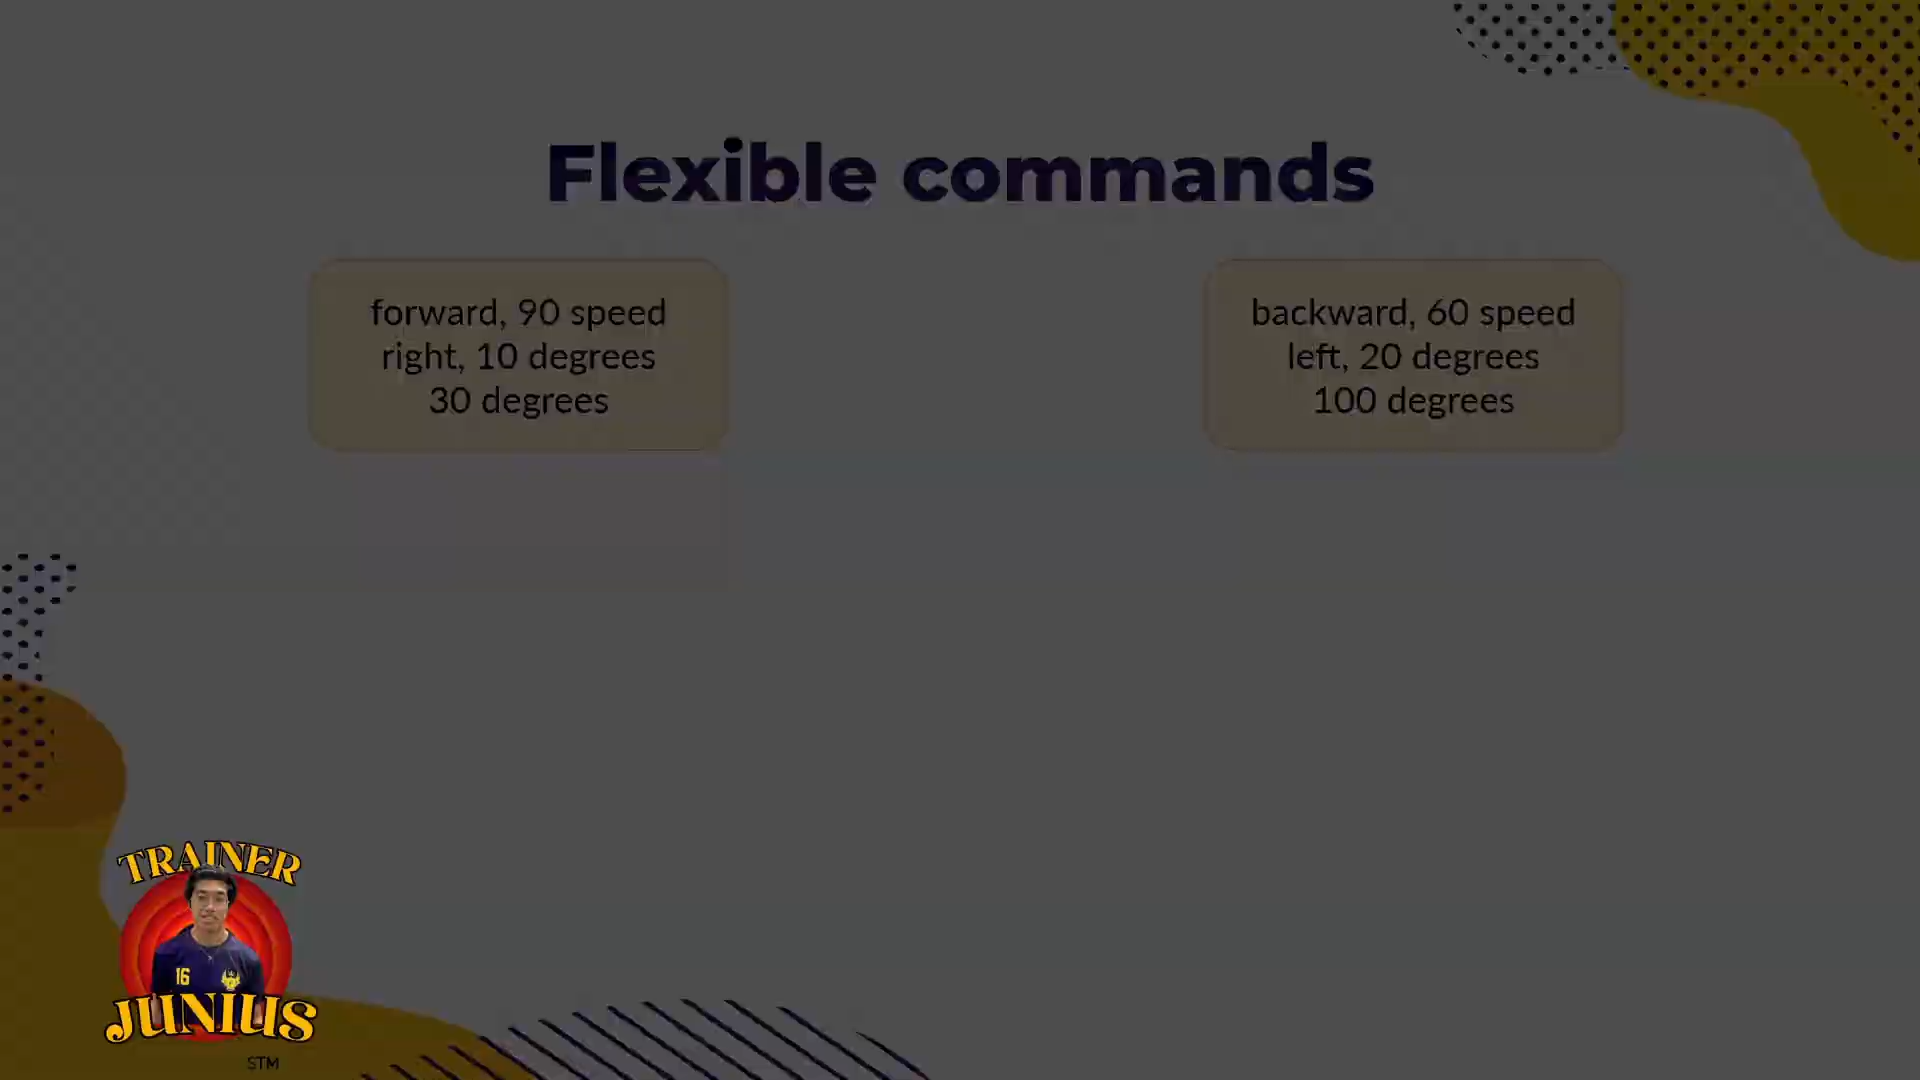 Flexible commands
forward, 90 speed
right, 10 degrees
30 degrees
backward, 60 speed
left, 20 degrees
100 degrees
TRAINER
16
JUNIUS
STM